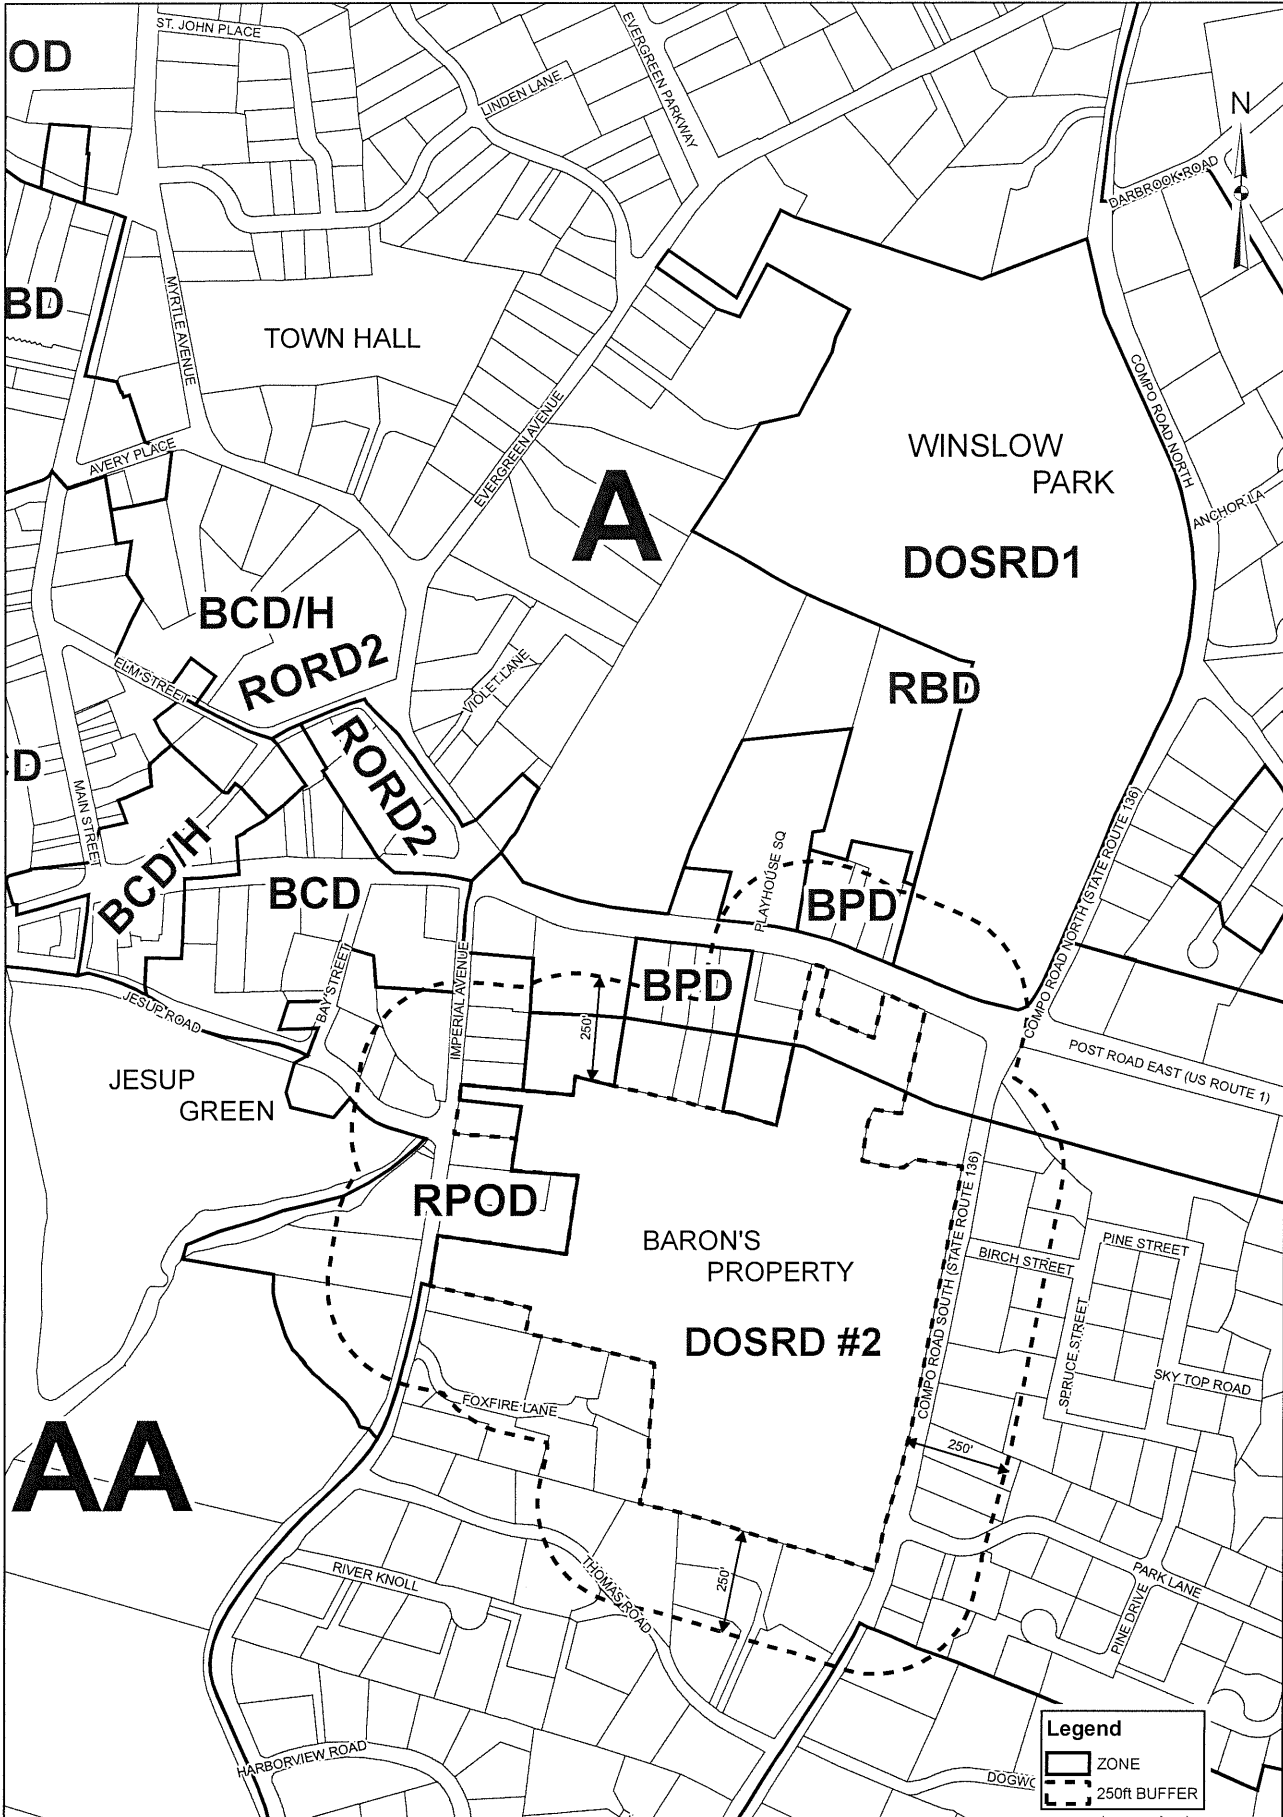 ST. JOHN PLACE
OD
LINDEN LANE
EVERGREEN PARKWAY
N
DARBROOK ROAD
BD
MYRTLE AVENUE
TOWN HALL
COMPO ROAD NORTH
EVERGREEN AVENUE
AVERY PLACE
WINSLOW
PARK
A
ANCHOR LA
DOSRD1
BCD/H
ELM STREET
RORD2
VIOLET LANE
RBD
RORD2
D
MAIN STREET
COMPO ROAD NORTH (STATE ROUTE 136)
BCD/H
PLAYHOUSE SQ
BCD
BPD
BAY STREET
IMPERIAL AVENUE
BPD
JESUP ROAD
250'
COMPO ROAD NORTH
POST ROAD EAST (US ROUTE 1)
JESUP
GREEN
RPOD
BARON'S
PROPERTY
COMPO ROAD SOUTH (STATE ROUTE 136)
BIRCH STREET
PINE STREET
DOSRD #2
SPRUCE STREET
SKY TOP ROAD
FOXFIRE LANE
AA
250'
THOMAS ROAD
250'
RIVER KNOLL
PARK LANE
PINE DRIVE
HARBORVIEW ROAD
DOGWO
Legend
ZONE
250ft BUFFER